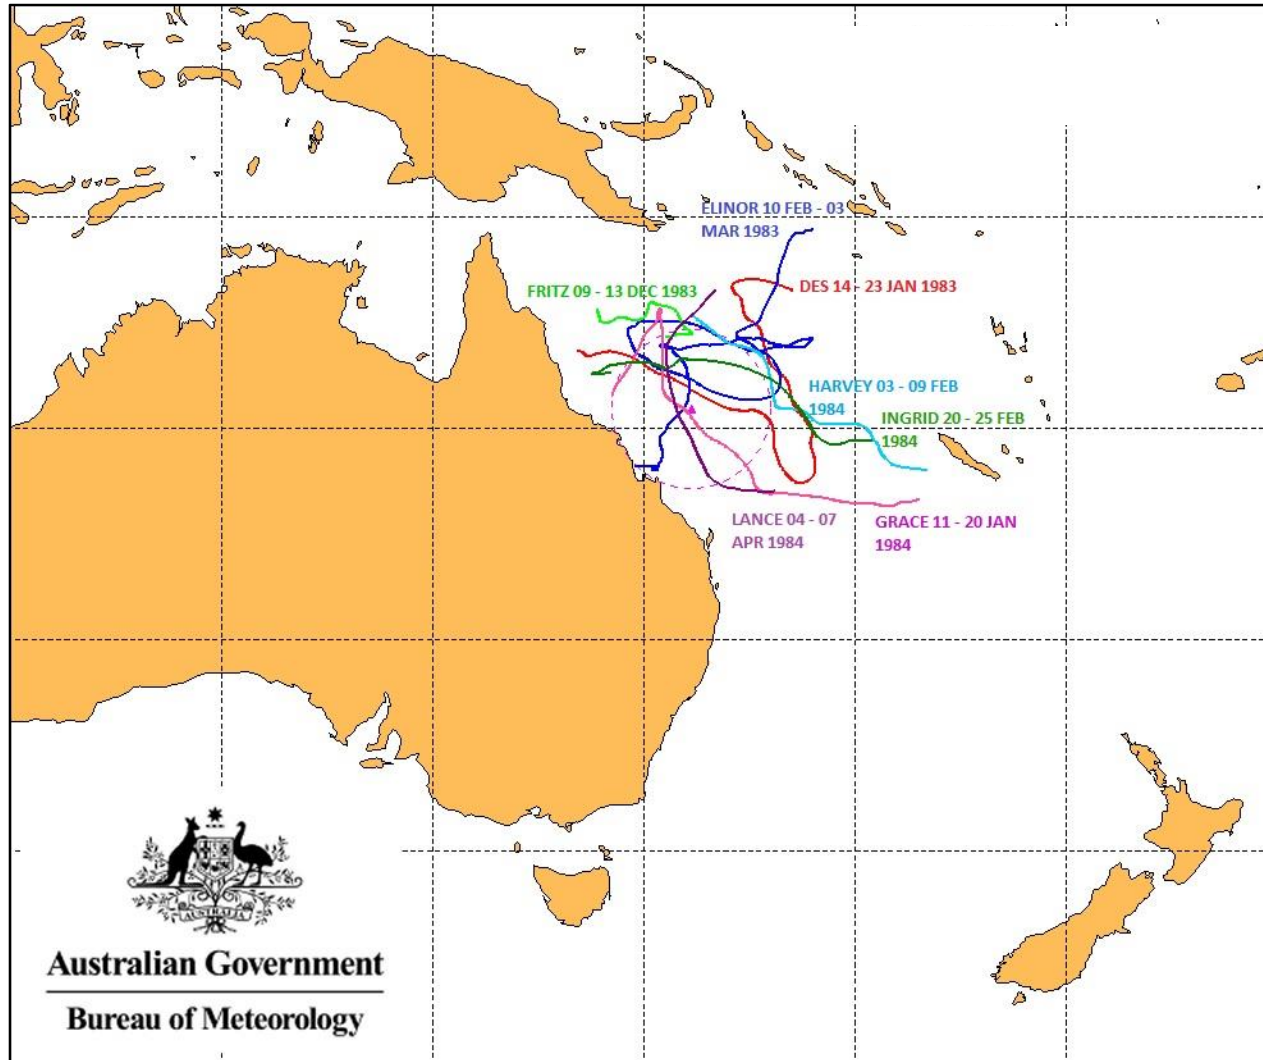 ELINOR 10 FEB - 03
MAR 1983
DES 14 - 23 JAN 1983
FRITZ 09 - 13 DEC 1983
HARVEY 03 - 09 FEB
1984
INGRID 20 - 25 FEB
1984
LANCE 04 - 07
APR 1984
GRACE 11 - 20 JAN
1984
AUSTRALIA
Australian Government
Bureau of Meteorology